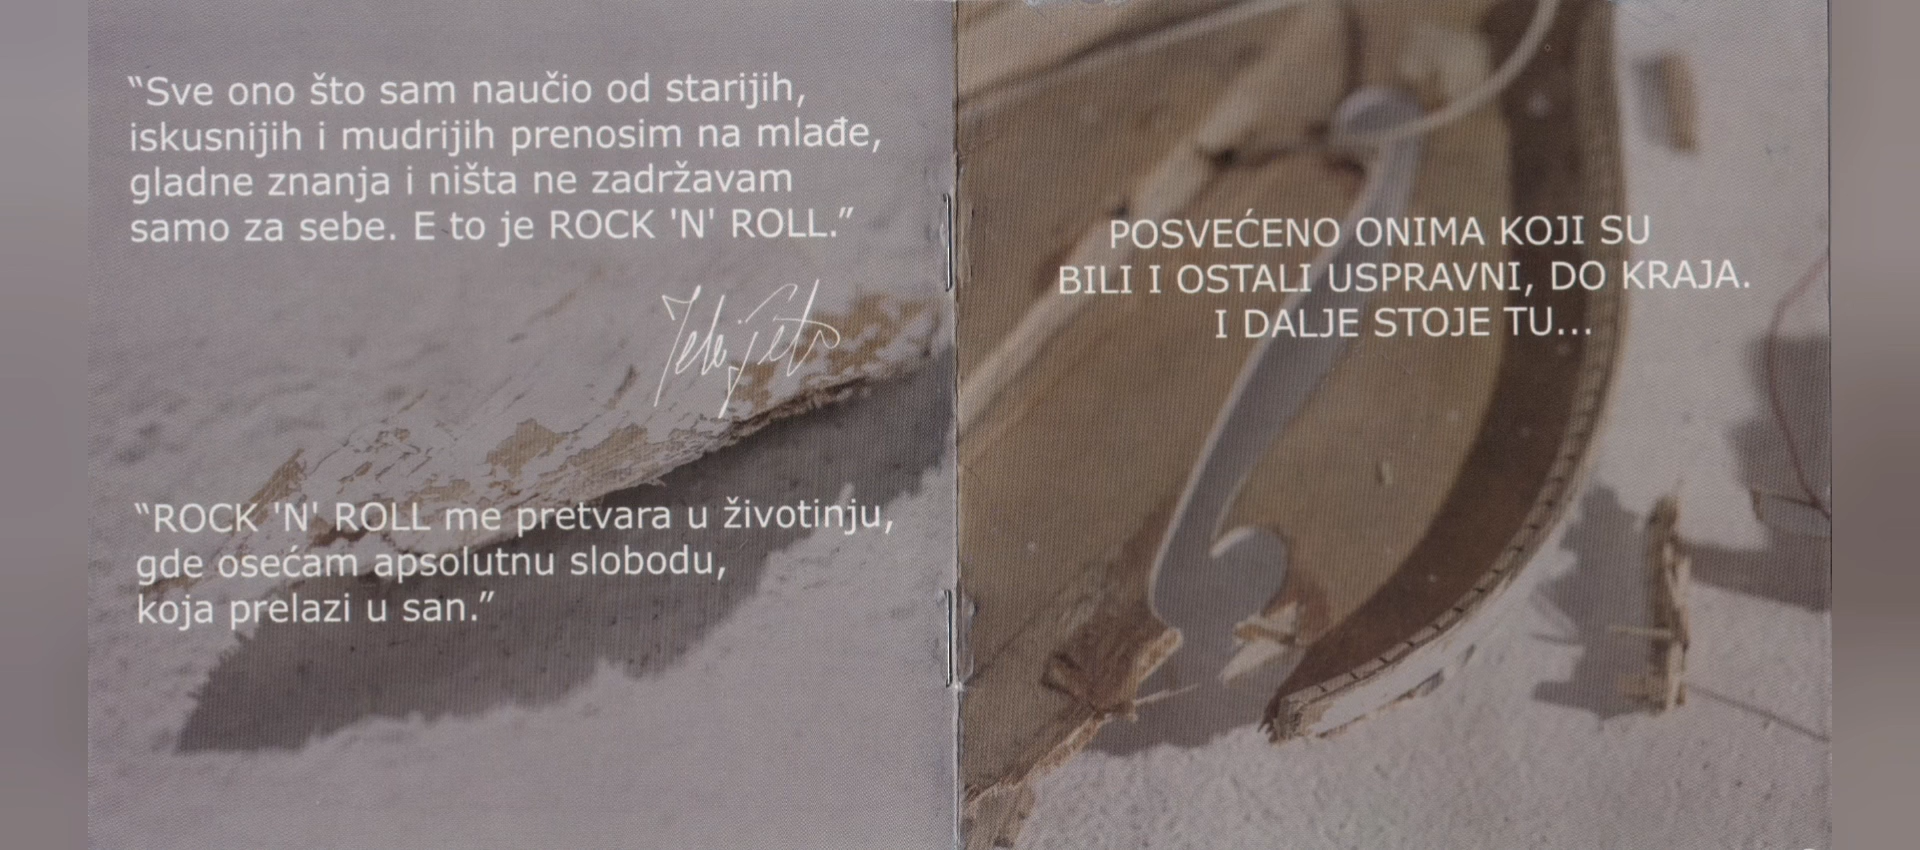 “Sve ono što sam naučio od starijih,
iskusnijih i mudrijih prenosim na mlađe,
gladne znanja i ništa ne zadržavam
samo za sebe. E to je ROCK 'N' ROLL.”
“ROCK 'N' ROLL me pretvara u životinju,
gde osećam apsolutnu slobodu,
koja prelazi u san.”
POSVEĆENO ONIMA KOJI SU
BILI I OSTALI USPRAVNI, DO KRAJA.
I DALJE STOJE TU...